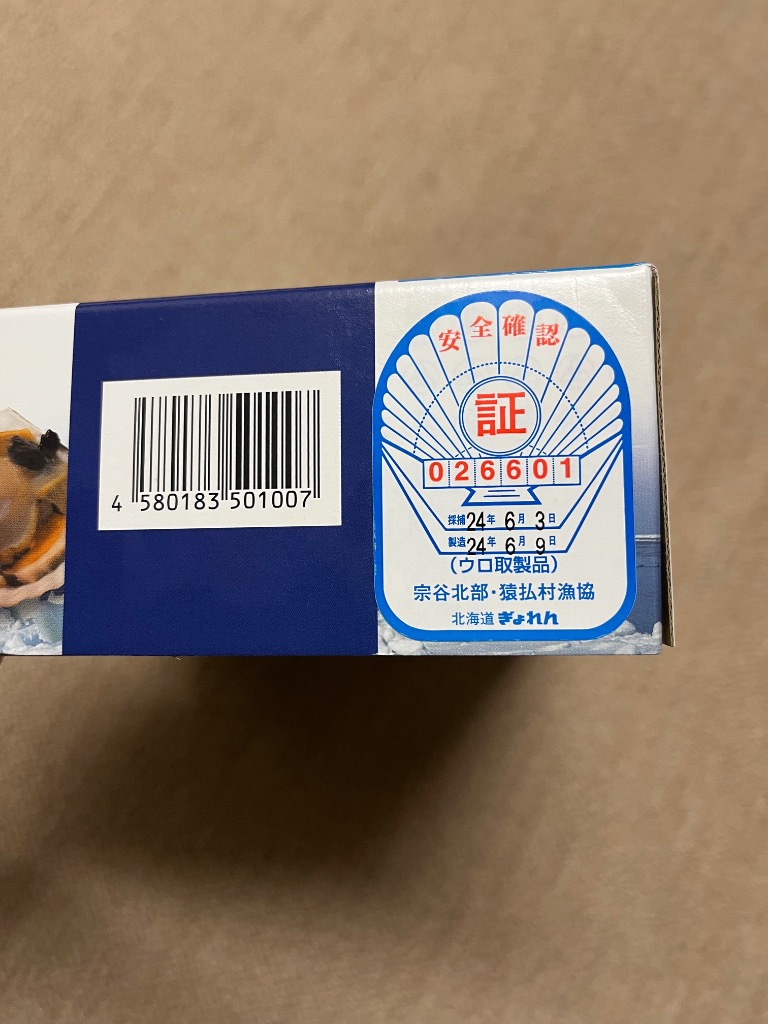 4 580183 501007
安全確認
証
026601
採捕24年 6月 3日
製造24年 6月 9日
(ウロ取製品)
宗谷北部・猿払村漁協
北海道ぎょれん